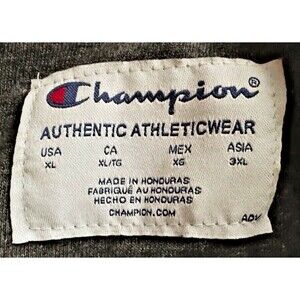 Champion®
AUTHENTIC ATHLETICWEAR
USA CA MEX ASIA
XL XL/TG XG 3XL
MADE IN HONDURAS
FABRIQUÉ AU HONDURAS
HECHO EN HONDURAS
CHAMPION.COM
ADV